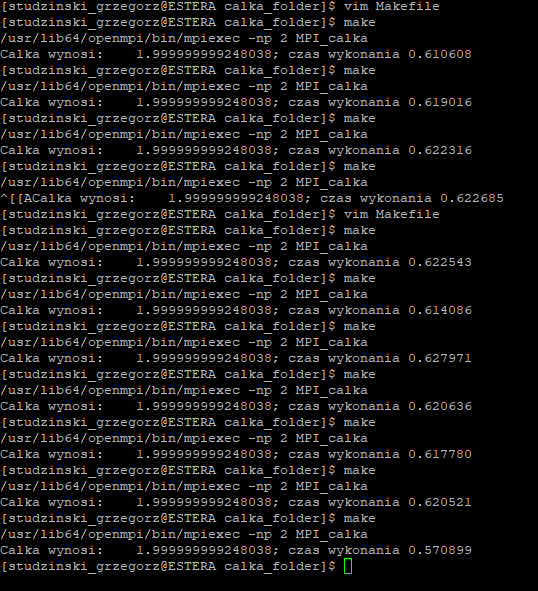 [studzinski_grzegorz@ESTERA calka_folder]$ vim Makefile
[studzinski_grzegorz@ESTERA calka_folder]$ make
/usr/lib64/openmpi/bin/mpiexec -np 2 MPI_calka
Calka wynosi:    1.999999999248038; czas wykonania 0.610608
[studzinski_grzegorz@ESTERA calka_folder]$ make
/usr/lib64/openmpi/bin/mpiexec -np 2 MPI_calka
Calka wynosi:    1.999999999248038; czas wykonania 0.619016
[studzinski_grzegorz@ESTERA calka_folder]$ make
/usr/lib64/openmpi/bin/mpiexec -np 2 MPI_calka
Calka wynosi:    1.999999999248038; czas wykonania 0.622316
[studzinski_grzegorz@ESTERA calka_folder]$ make
/usr/lib64/openmpi/bin/mpiexec -np 2 MPI_calka
^[[ACalka wynosi:    1.999999999248038; czas wykonania 0.622685
[studzinski_grzegorz@ESTERA calka_folder]$ vim Makefile
[studzinski_grzegorz@ESTERA calka_folder]$ make
/usr/lib64/openmpi/bin/mpiexec -np 2 MPI_calka
Calka wynosi:    1.999999999248038; czas wykonania 0.622543
[studzinski_grzegorz@ESTERA calka_folder]$ make
/usr/lib64/openmpi/bin/mpiexec -np 2 MPI_calka
Calka wynosi:    1.999999999248038; czas wykonania 0.614086
[studzinski_grzegorz@ESTERA calka_folder]$ make
/usr/lib64/openmpi/bin/mpiexec -np 2 MPI_calka
Calka wynosi:    1.999999999248038; czas wykonania 0.627971
[studzinski_grzegorz@ESTERA calka_folder]$ make
/usr/lib64/openmpi/bin/mpiexec -np 2 MPI_calka
Calka wynosi:    1.999999999248038; czas wykonania 0.620636
[studzinski_grzegorz@ESTERA calka_folder]$ make
/usr/lib64/openmpi/bin/mpiexec -np 2 MPI_calka
Calka wynosi:    1.999999999248038; czas wykonania 0.617780
[studzinski_grzegorz@ESTERA calka_folder]$ make
/usr/lib64/openmpi/bin/mpiexec -np 2 MPI_calka
Calka wynosi:    1.999999999248038; czas wykonania 0.620521
[studzinski_grzegorz@ESTERA calka_folder]$ make
/usr/lib64/openmpi/bin/mpiexec -np 2 MPI_calka
Calka wynosi:    1.999999999248038; czas wykonania 0.570899
[studzinski_grzegorz@ESTERA calka_folder]$